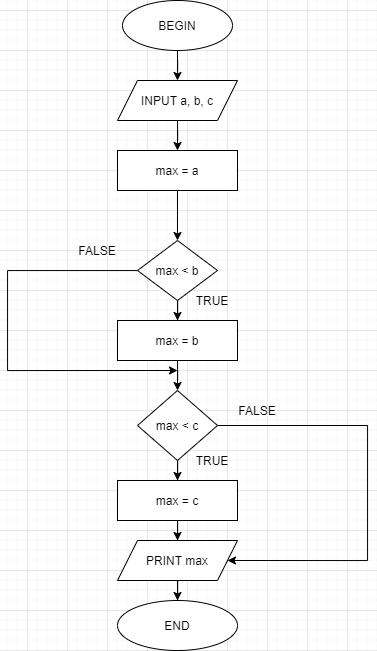 BEGIN
INPUT a, b, c
max = a
FALSE
max < b
TRUE
max = b
FALSE
max < c
TRUE
max = c
PRINT max
END